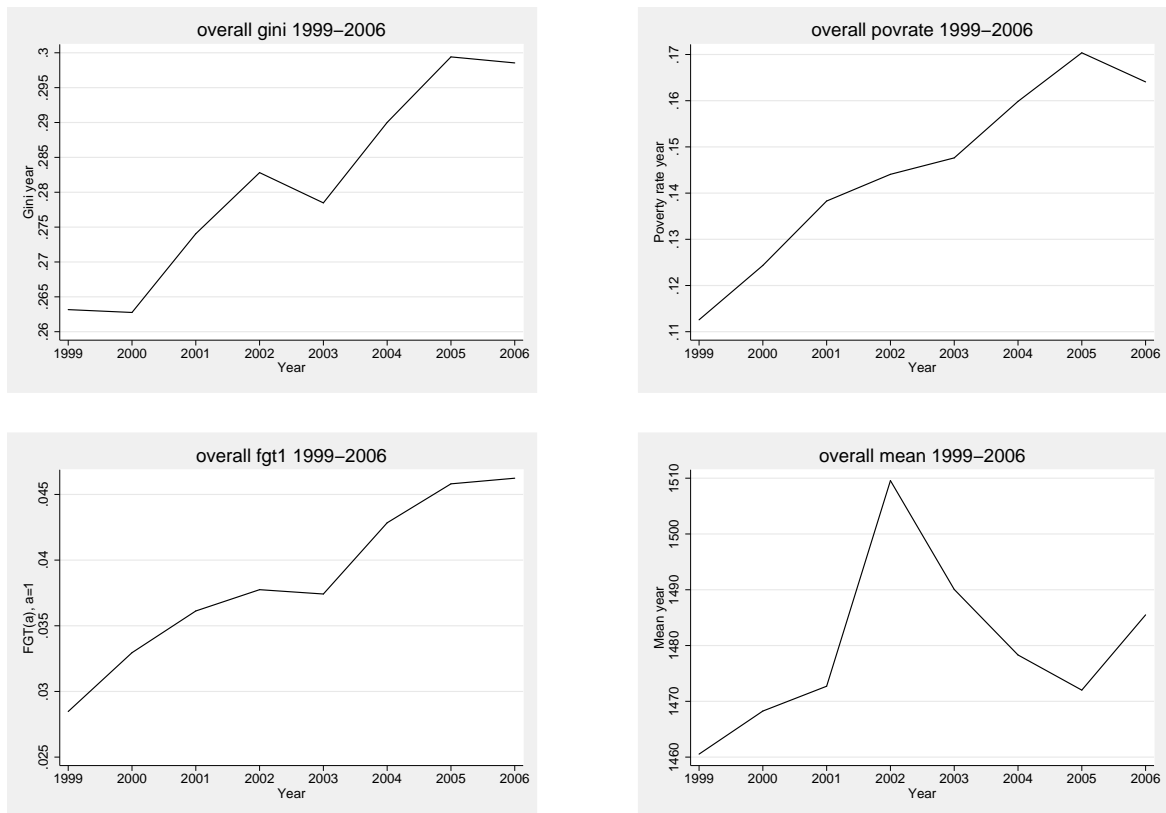 overall gini 1999−2006
Gini year
.3
.295
.29
.285
.28
.275
.27
.265
.26
1999 2000 2001 2002 2003 2004 2005 2006
Year
overall povrate 1999−2006
Poverty rate year
.17
.16
.15
.14
.13
.12
.11
1999 2000 2001 2002 2003 2004 2005 2006
Year
overall fgt1 1999−2006
FGT(a), a=1
.045
.04
.035
.03
.025
1999 2000 2001 2002 2003 2004 2005 2006
Year
overall mean 1999−2006
Mean year
1510
1500
1490
1480
1470
1460
1999 2000 2001 2002 2003 2004 2005 2006
Year